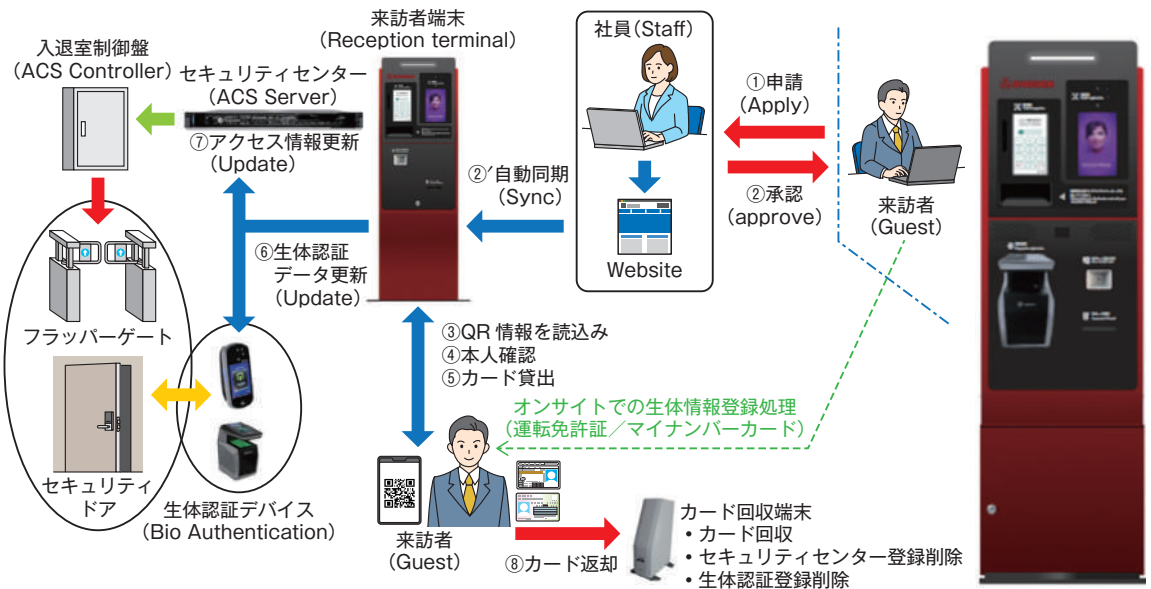 入退室制御盤
(ACS Controller)
セキュリティセンター
(ACS Server)
⑦アクセス情報更新
(Update)
来訪者端末
(Reception terminal)
社員(Staff)
Website
①申請
(Apply)
②承認
(approve)
来訪者
(Guest)
②′自動同期
(Sync)
⑥生体認証
データ更新
(Update)
フラッパーゲート
セキュリティ
ドア
生体認証デバイス
(Bio Authentication)
③QR 情報を読込み
④本人確認
⑤カード貸出
オンサイトでの生体情報登録処理
(運転免許証/マイナンバーカード)
来訪者
(Guest)
⑧カード返却
カード回収端末
・カード回収
・セキュリティセンター登録削除
・生体認証登録削除